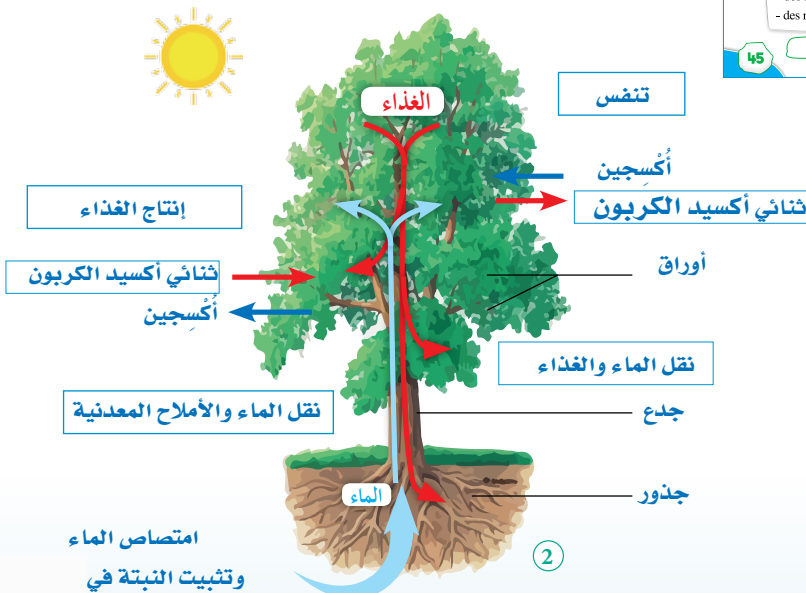 - des
45
الغذاء
تنفس
أُكْسِجين
ثنائي أكسيد الكربون
إنتاج الغذاء
ثنائي أكسيد الكربون
أُكْسِجين
أوراق
نقل الماء والغذاء
نقل الماء والأملاح المعدنية
جدع
الماء
جذور
امتصاص الماء
وتثبيت النبتة في
2